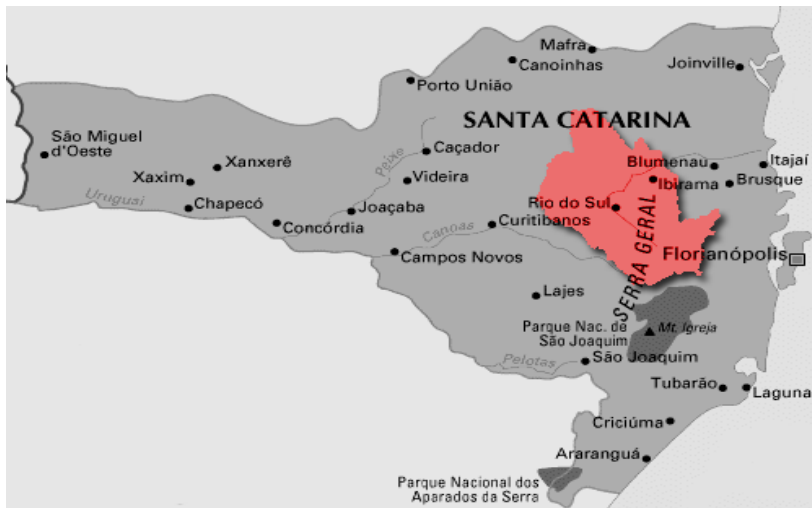 Mafra
Canoinhas
Joinville
Porto União
SANTA CATARINA
São Miguel
d'Oeste
Caçador
Peixe
Blumenau
Itajaí
Xanxerê
Xaxim
Videira
Ibirama
Brusque
Uruguai
Chapecó
Joaçaba
Rio do Sul
Concórdia
Canoas
Curitibanos
SERRA GERAL
Campos Novos
Florianópolis
Lajes
Parque Nac. de
São Joaquim
Mt. Igreja
Pelotas
São Joaquim
Tubarão
Laguna
Criciúma
Araranguá
Parque Nacional dos
Aparados da Serra